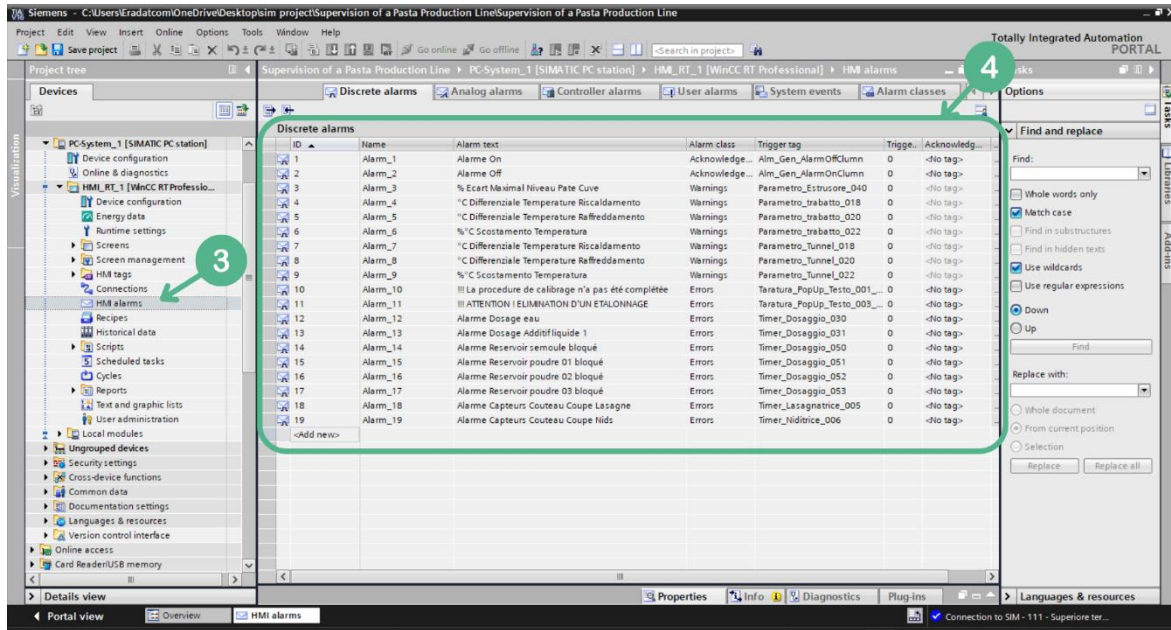 Siemens - C:\Users\Eradatcom\OneDrive\Desktop\sim project\Supervision of a Pasta Production Line\Supervision of a Pasta Production Line
Project Edit View Insert Online Options Tools Window Help
Save project Go online Go offline <Search in project>
Totally Integrated Automation
PORTAL
Project tree
Supervision of a Pasta Production Line ▸ PC-System_1 [SIMATIC PC station] ▸ HMI_RT_1 [WinCC RT Professional] ▸ HMI alarms
4
Devices
Discrete alarms Analog alarms Controller alarms User alarms System events Alarm classes
Options
Visualization
PC-System_1 [SIMATIC PC station]
Device configuration
Online & diagnostics
HMI_RT_1 [WinCC RT Professio...
Device configuration
Energy data
Runtime settings
Screens
Screen management
3
HMI tags
Connections
HMI alarms
Recipes
Historical data
Scripts
Scheduled tasks
Cycles
Reports
Text and graphic lists
User administration
Local modules
Ungrouped devices
Security settings
Cross-device functions
Common data
Documentation settings
Languages & resources
Version control interface
Online access
Card Reader/USB memory
Details view
Discrete alarms
ID Name Alarm text Alarm class Trigger tag Trigge.. Acknowledg...
1 Alarm_1 Alarme On Acknowledge... Alm_Gen_AlarmOffClumn 0 <No tag>
2 Alarm_2 Alarme Off Acknowledge... Alm_Gen_AlarmOnClumn 0 <No tag>
3 Alarm_3 % Ecart Maximal Niveau Pate Cuve Warnings Parametro_Estrusore_040 0 <No tag>
4 Alarm_4 °C Differenziale Temperature Riscaldamento Warnings Parametro_trabatto_018 0 <No tag>
5 Alarm_5 °C Differenziale Temperature Raffreddamento Warnings Parametro_trabatto_020 0 <No tag>
6 Alarm_6 %°C Scostamento Temperatura Warnings Parametro_trabatto_022 0 <No tag>
7 Alarm_7 °C Differenziale Temperature Riscaldamento Warnings Parametro_Tunnel_018 0 <No tag>
8 Alarm_8 °C Differenziale Temperature Raffreddamento Warnings Parametro_Tunnel_020 0 <No tag>
9 Alarm_9 %°C Scostamento Temperatura Warnings Parametro_Tunnel_022 0 <No tag>
10 Alarm_10 !!! La procedure de calibrage n'a pas été complétée Errors Taratura_PopUp_Testo_001_... 0 <No tag>
11 Alarm_11 !!! ATTENTION ! ELIMINATION D'UN ETALONNAGE Errors Taratura_PopUp_Testo_003_... 0 <No tag>
12 Alarm_12 Alarme Dosage eau Errors Timer_Dosaggio_030 0 <No tag>
13 Alarm_13 Alarme Dosage Additif liquide 1 Errors Timer_Dosaggio_031 0 <No tag>
14 Alarm_14 Alarme Reservoir semoule bloqué Errors Timer_Dosaggio_050 0 <No tag>
15 Alarm_15 Alarme Reservoir poudre 01 bloqué Errors Timer_Dosaggio_051 0 <No tag>
16 Alarm_16 Alarme Reservoir poudre 02 bloqué Errors Timer_Dosaggio_052 0 <No tag>
17 Alarm_17 Alarme Reservoir poudre 03 bloqué Errors Timer_Dosaggio_053 0 <No tag>
18 Alarm_18 Alarme Capteurs Couteau Coupe Lasagne Errors Timer_Lasagnatrice_005 0 <No tag>
19 Alarm_19 Alarme Capteurs Couteau Coupe Nids Errors Timer_Niditrice_006 0 <No tag>
<Add new>
Find and replace
Find:
Whole words only
Match case
Find in substructures
Find in hidden texts
Use wildcards
Use regular expressions
Down
Up
Find
Replace with:
Whole document
From current position
Selection
Replace Replace all
Languages & resources
Tasks
Libraries
Add-ins
Properties Info Diagnostics Plug-ins
Portal view Overview HMI alarms
Connection to SIM - 111 - Superiore ter...